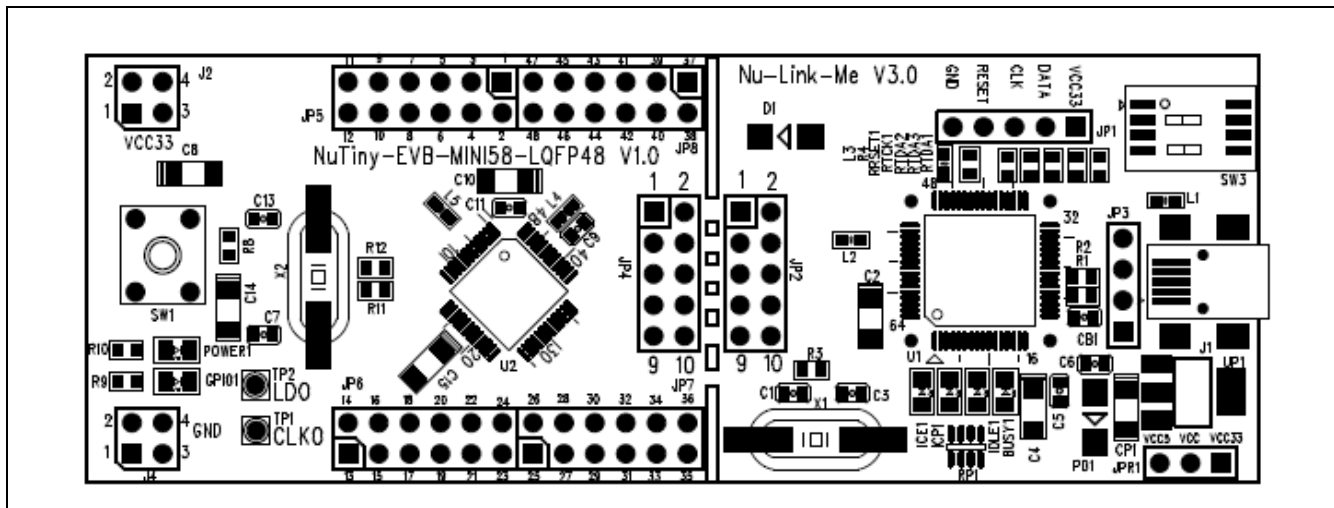 2 4 J2
1 3
VCC33
11 9 7 5 3 1 47 45 43 41 39 37
JP5
12 10 8 6 4 2 48 46 44 42 40 38
JP8
NuTiny-EVB-MINI58-LQFP48 V1.0
C8
C10
C13
C11
L5
L4
48
40
101
R8
X2
R12
R11
C14
SW1
C7
R10
POWER1
R9
GPIO1
TP2
LDO
TP1
CLKO
C15
120
U2
130
1 2
JP4
9 10
2 4 GND
1 3
J4
JP6
14 16 18 20 22 24 26 28 30 32 34 36
JP7
13 15 17 19 21 23 25 27 29 31 33 35
Nu-Link-Me V3.0
GND
RESET
CLK
DATA
VCC33
JP1
D1
L3
R4
RRSET1
RTCK1
RTDA2
RTDA3
RTDA1
SW3
1 2
JP2
9 10
48
32
64
16
L2
C2
U1
JP3
L1
R2
R1
CB1
C6
J1
UP1
R3
C1
X1
C3
ICE1
ICP1
IDLE1
BUSY1
RP1
C4
C5
PD1
CP1
VCC5 VCC VCC33
JPR1